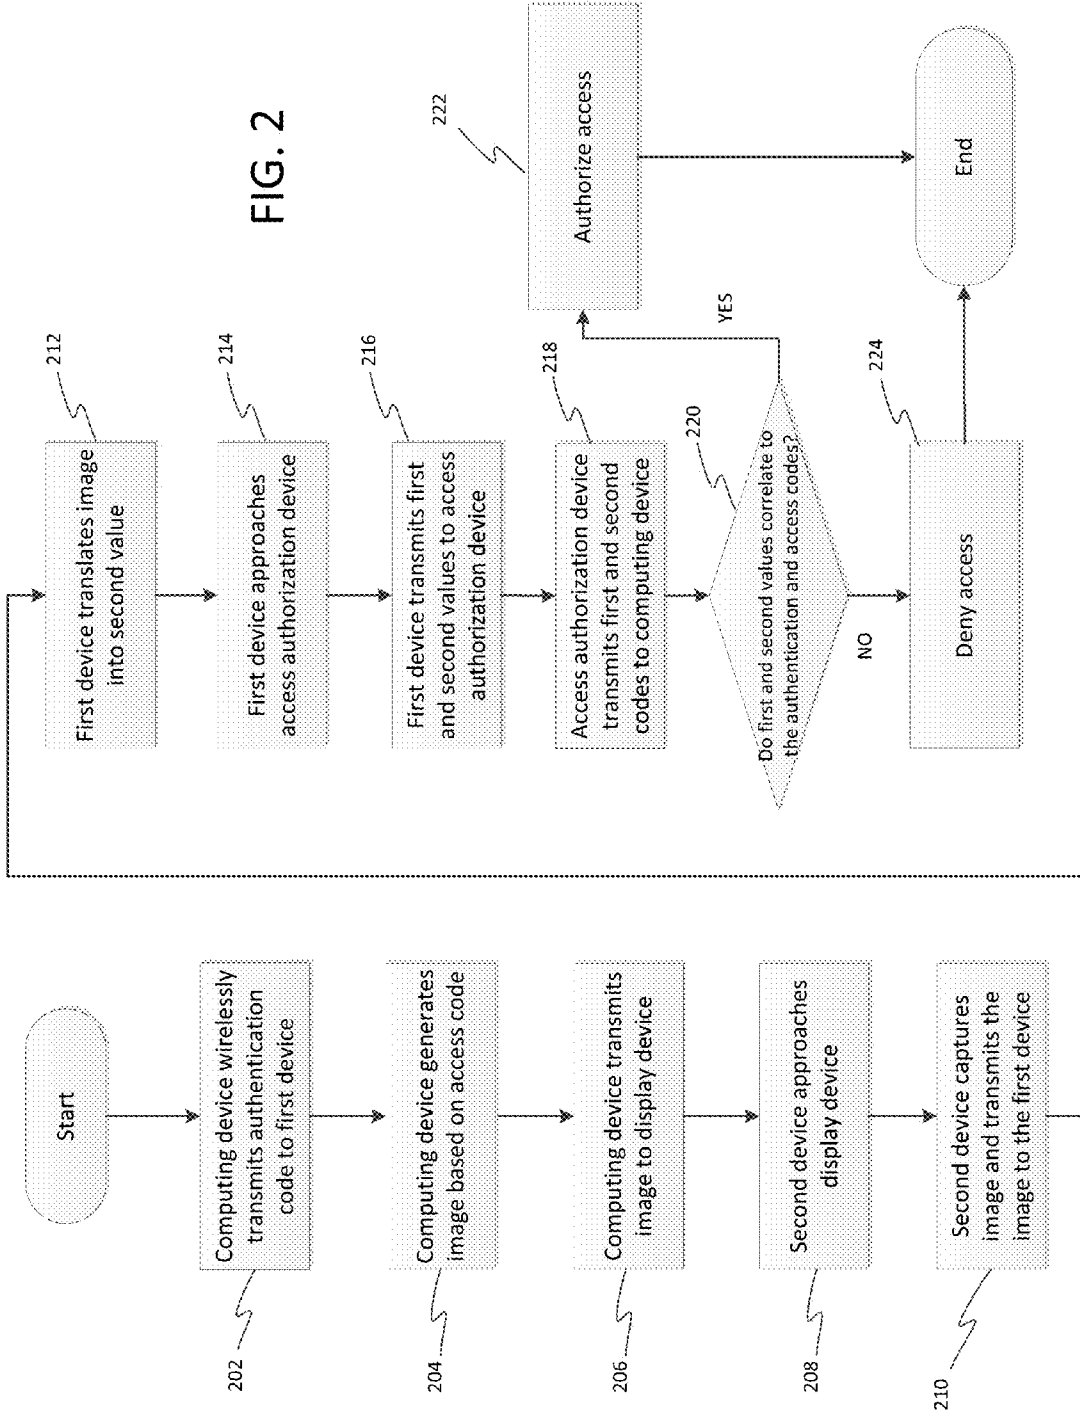 Start
Computing device wirelessly
transmits authentication
code to first device
202
Computing device generates
image based on access code
204
Computing device transmits
image to display device
206
Second device approaches
display device
208
Second device captures
image and transmits the
image to the first device
210
First device translates image
into second value
212
First device approaches
access authorization device
214
First device transmits first
and second values to access
authorization device
216
Access authorization device
transmits first and second
codes to computing device
218
Do first and second values correlate to
the authentication and access codes?
220
YES
NO
Authorize access
222
Deny access
224
End
FIG. 2